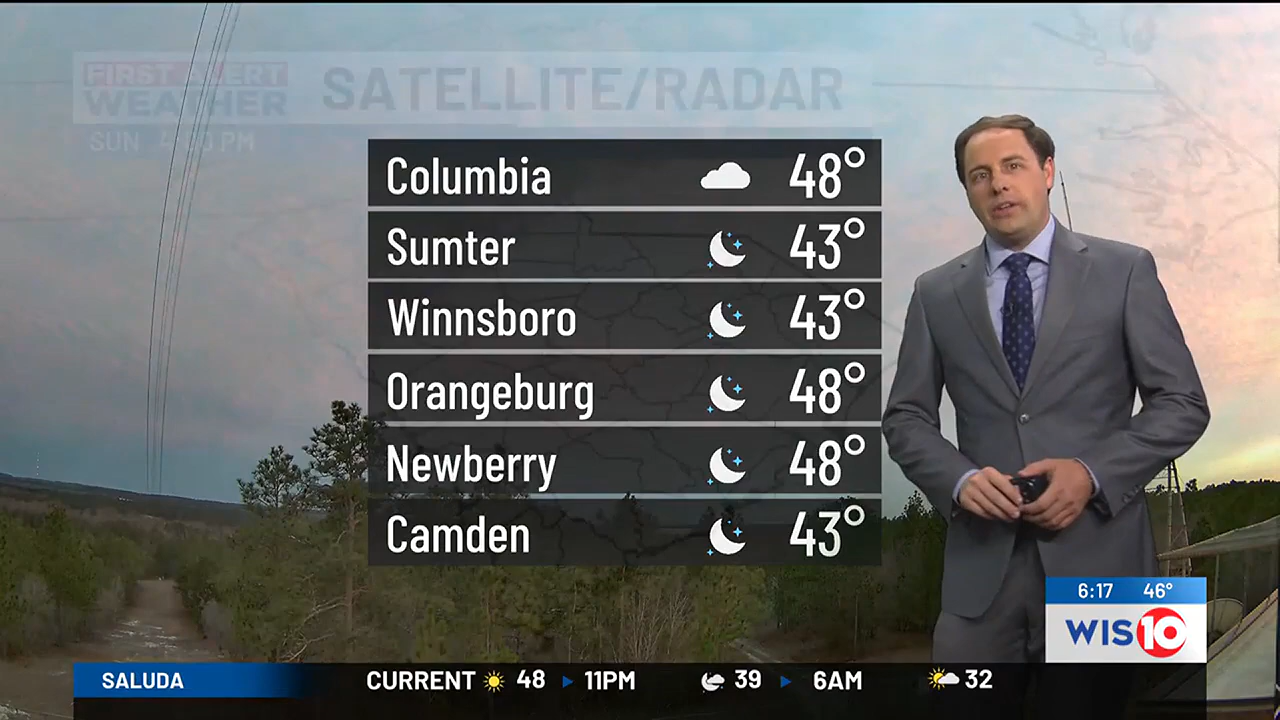 FIRST ALERT
WEATHER
SATELLITE/RADAR
SUN
PM
Columbia 48°
Sumter 43°
Winnsboro 43°
Orangeburg 48°
Newberry 48°
Camden 43°
6:17 46°
WIS10
SALUDA CURRENT 48 11PM 39 6AM 32